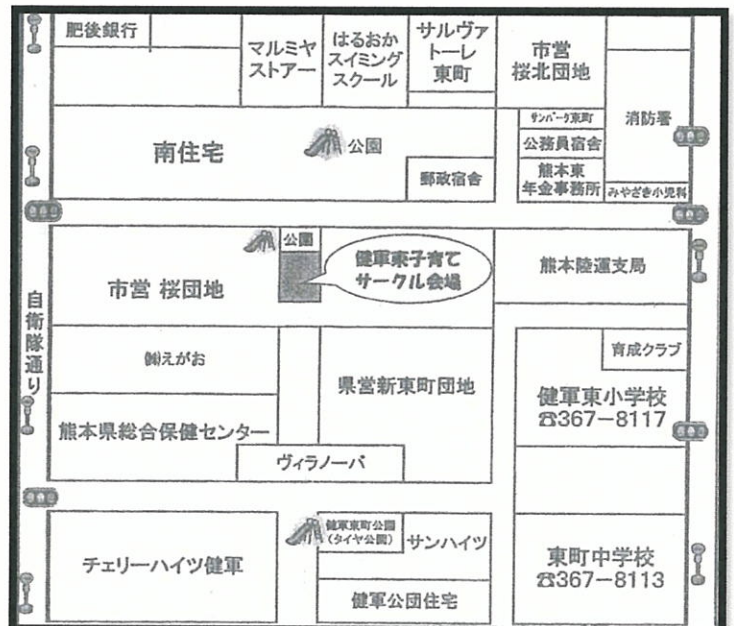 肥後銀行
マルミヤ
ストアー
はるおか
スイミング
スクール
サルヴァ
トーレ
東町
市営
桜北団地
消防署
南住宅
公園
郵政宿舎
サンパーク東町
公務員宿舎
熊本東
年金事務所
みやざき小児科
公園
健軍東子育て
サークル会場
市営 桜団地
熊本陸運支局
自衛隊通り
㈱えがお
県営新東町団地
育成クラブ
健軍東小学校
☎367-8117
熊本県総合保健センター
ヴィラノーバ
チェリーハイツ健軍
健軍東町公園
(タイヤ公園)
サンハイツ
健軍公団住宅
東町中学校
☎367-8113